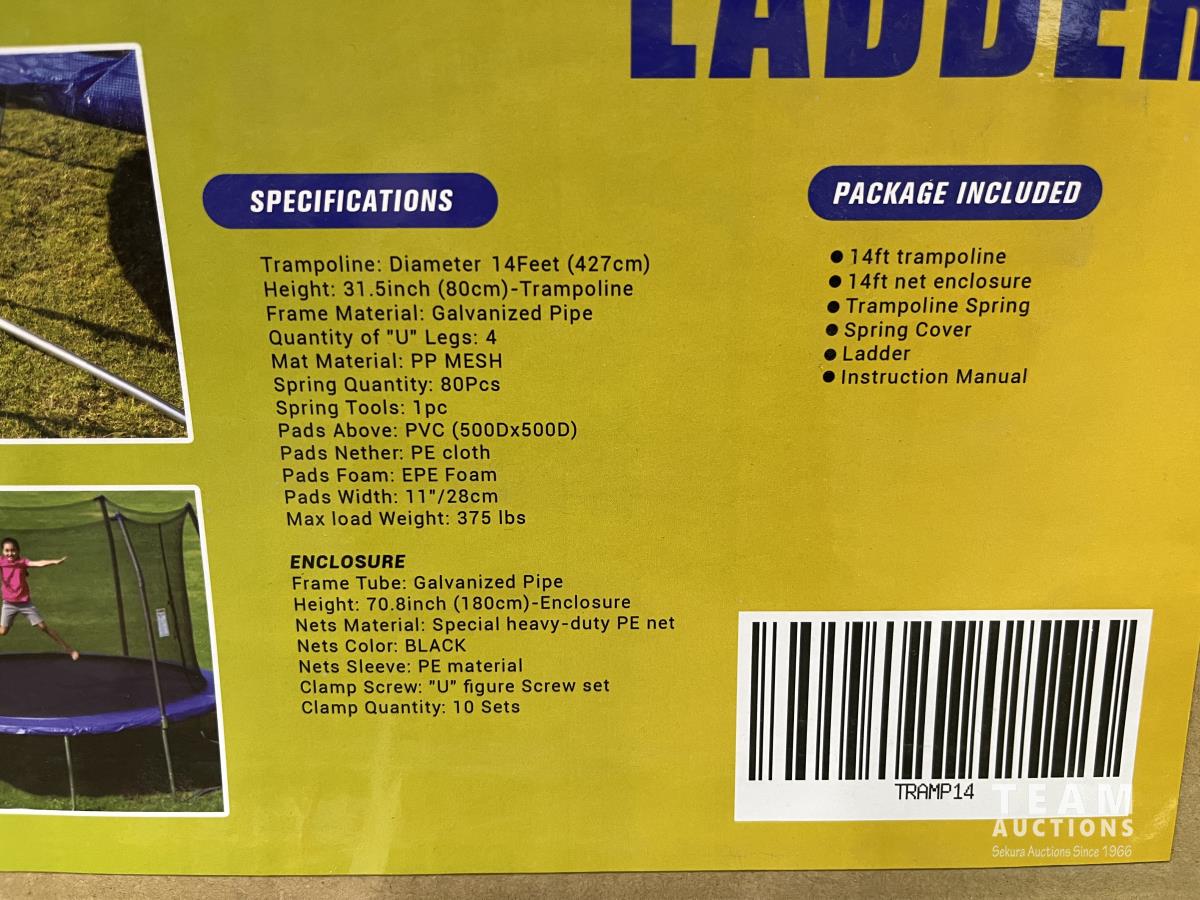 LADDER
SPECIFICATIONS
Trampoline: Diameter 14Feet (427cm)
Height: 31.5inch (80cm)-Trampoline
Frame Material: Galvanized Pipe
Quantity of "U" Legs: 4
Mat Material: PP MESH
Spring Quantity: 80Pcs
Spring Tools: 1pc
Pads Above: PVC (500Dx500D)
Pads Nether: PE cloth
Pads Foam: EPE Foam
Pads Width: 11"/28cm
Max load Weight: 375 lbs
ENCLOSURE
Frame Tube: Galvanized Pipe
Height: 70.8inch (180cm)-Enclosure
Nets Material: Special heavy-duty PE net
Nets Color: BLACK
Nets Sleeve: PE material
Clamp Screw: "U" figure Screw set
Clamp Quantity: 10 Sets
PACKAGE INCLUDED
● 14ft trampoline
● 14ft net enclosure
● Trampoline Spring
● Spring Cover
● Ladder
● Instruction Manual
TRAMP14
TEAM
AUCTIONS
Sekura Auctions Since 1966